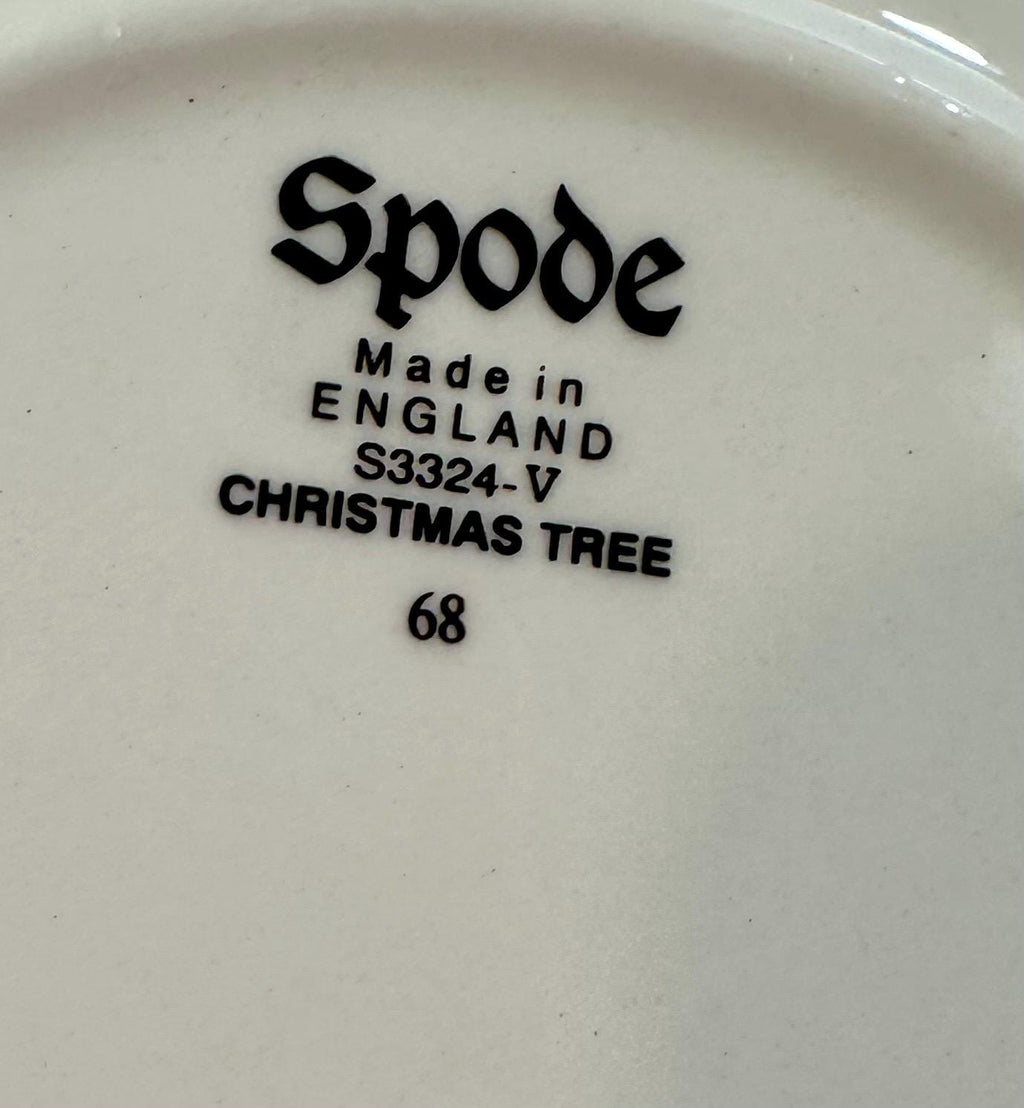 Spode
Made in
ENGLAND
S3324-V
CHRISTMAS TREE
68